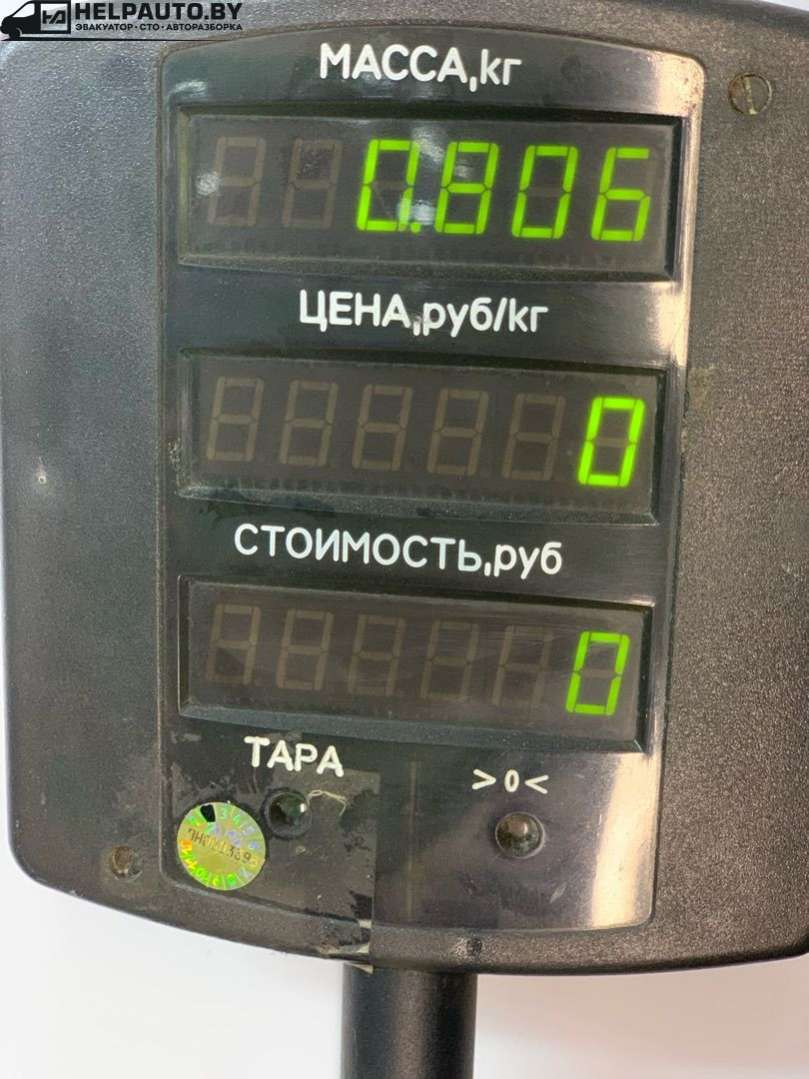 HELPAUTO.BY
ЭВАКУАТОР · СТО · АВТОРАЗБОРКА
МАССА,кг
0.806
ЦЕНА,руб/кг
0
СТОИМОСТЬ,руб
0
ТАРА
>0<